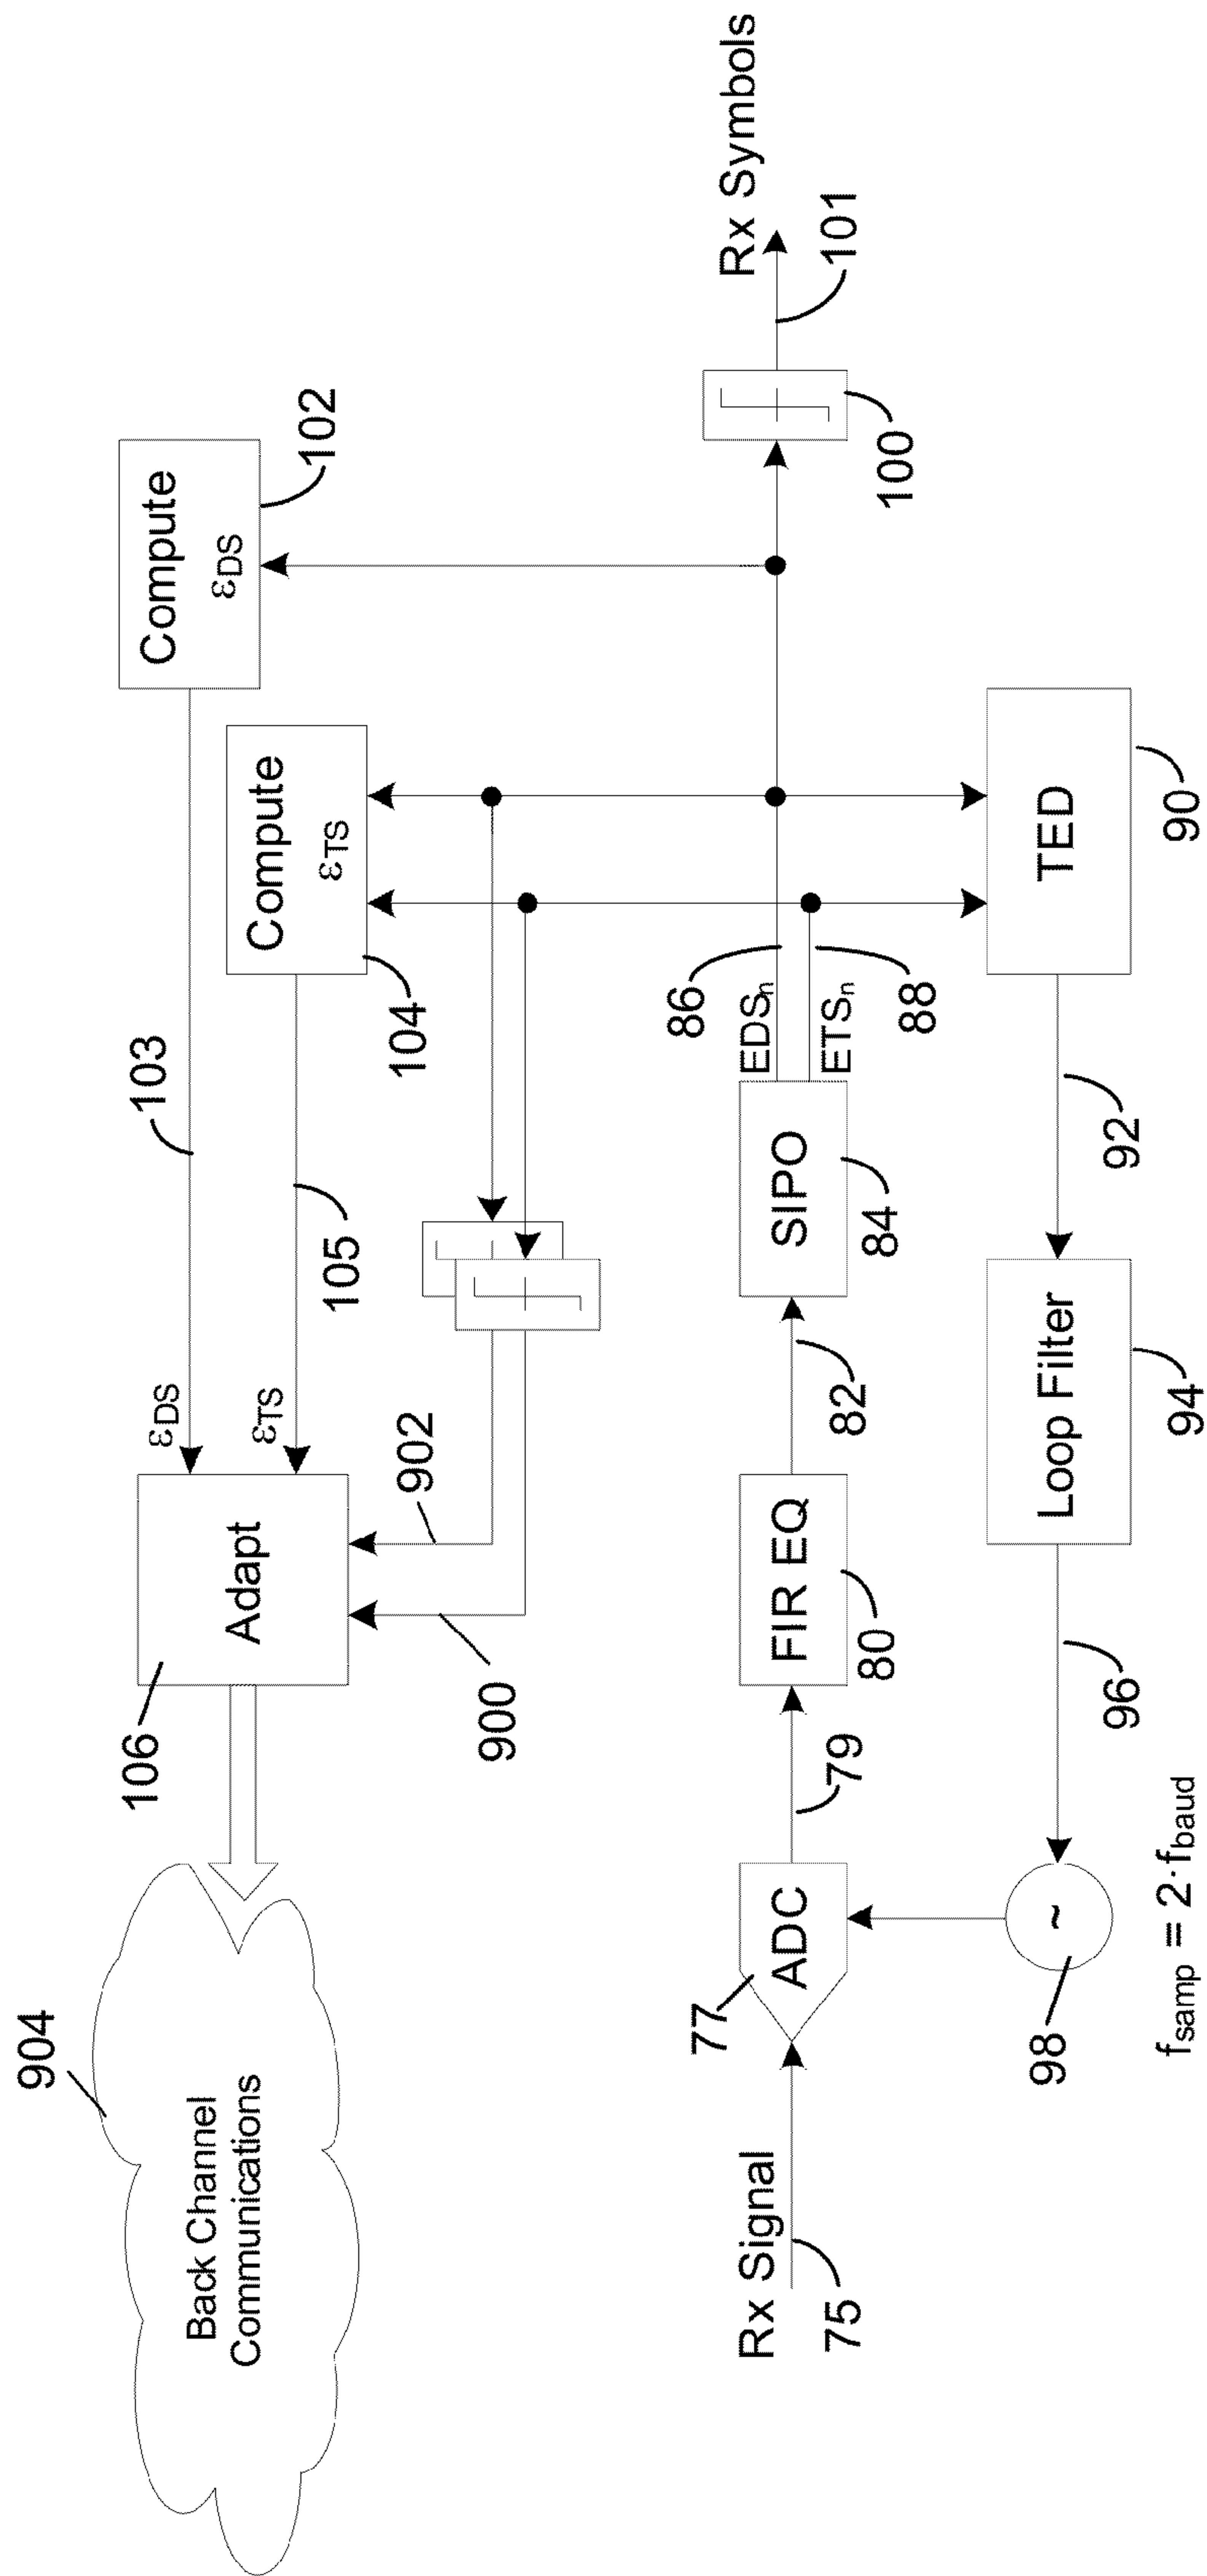 904
Back Channel
Communications
106
Adapt
εDS
εTS
103
105
Compute
εDS
102
Compute
εTS
104
902
900
Rx Signal
75
77
ADC
79
FIR EQ
80
82
SIPO
84
EDSn
ETSn
86
88
100
Rx Symbols
101
98
~
fsamp = 2·fbaud
96
Loop Filter
94
92
TED
90